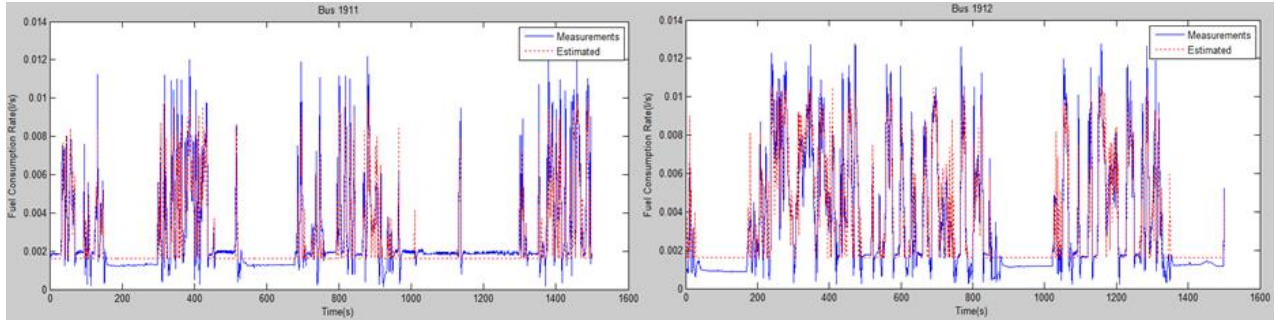 Bus 1911
Measurements
Estimated
Fuel Consumption Rate(l/s)
0.014
0.012
0.01
0.008
0.006
0.004
0.002
0
0 200 400 600 800 1000 1200 1400 1600
Time(s)
Bus 1912
Measurements
Estimated
Fuel Consumption Rate(l/s)
0.014
0.012
0.01
0.008
0.006
0.004
0.002
0
0 200 400 600 800 1000 1200 1400 1600
Time(s)